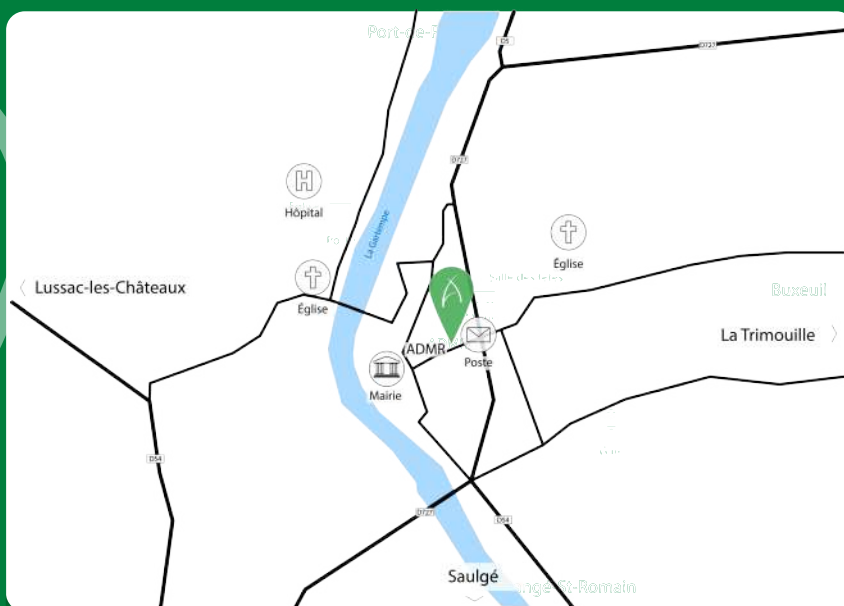 D5
D727
D727
Hôpital
La Gartempe
Église
Église
Lussac-les-Châteaux
Buxeuil
La Trimouille
ADMR
Poste
Mairie
D54
D727
D54
Saulgé